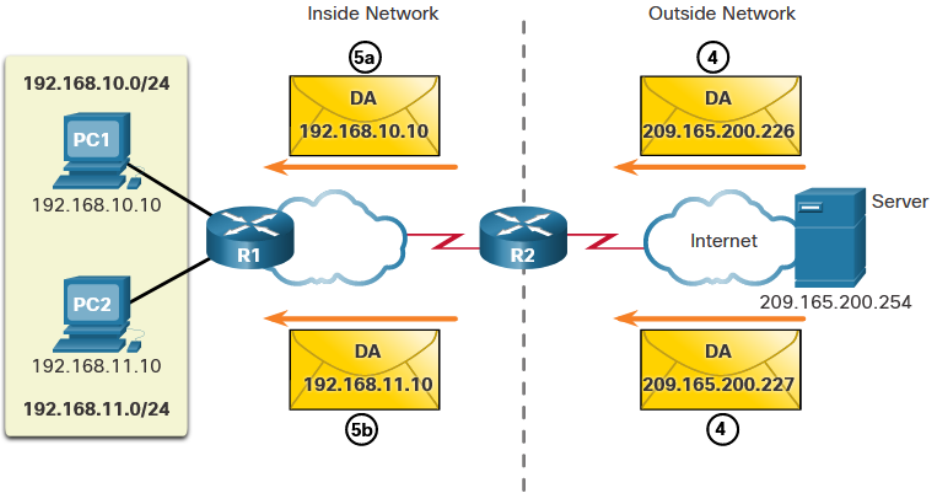 Inside Network
Outside Network
5a
4
192.168.10.0/24
DA
192.168.10.10
DA
209.165.200.226
PC1
192.168.10.10
R1
R2
Internet
Server
PC2
209.165.200.254
192.168.11.10
DA
192.168.11.10
DA
209.165.200.227
192.168.11.0/24
5b
4